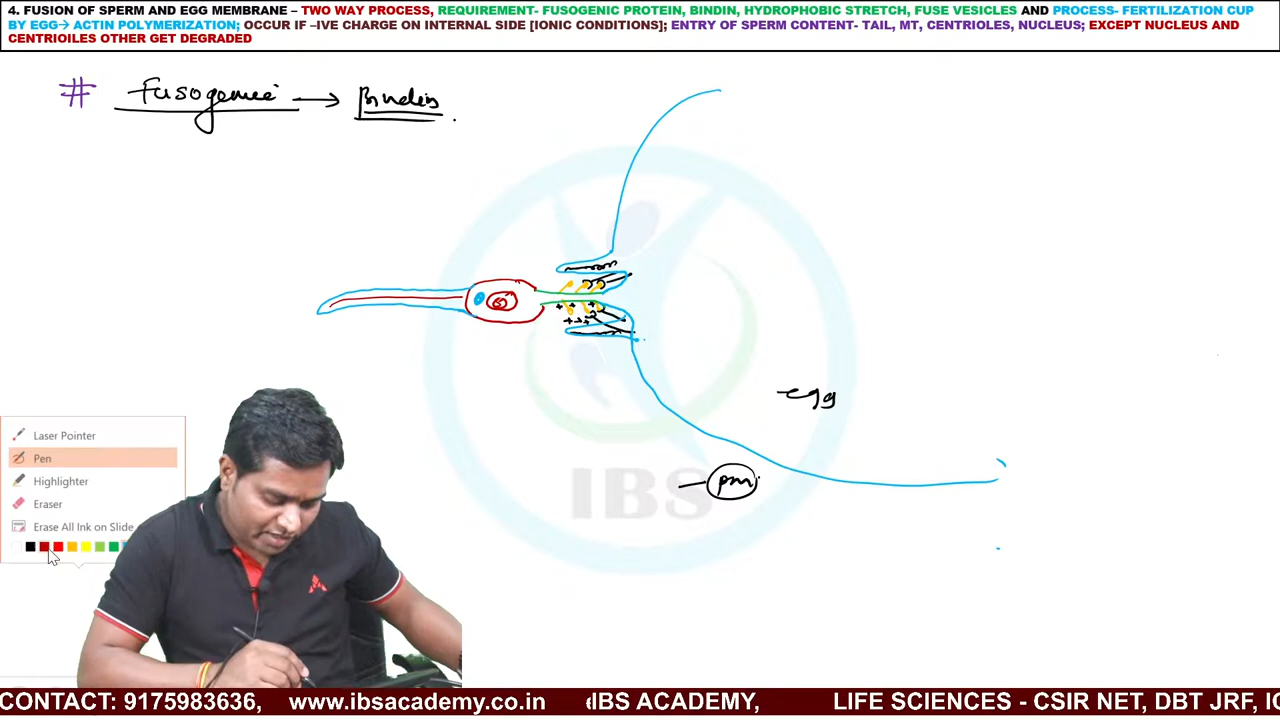 4. FUSION OF SPERM AND EGG MEMBRANE – TWO WAY PROCESS, REQUIREMENT- FUSOGENIC PROTEIN, BINDIN, HYDROPHOBIC STRETCH, FUSE VESICLES AND PROCESS- FERTILIZATION CUP
BY EGG→ ACTIN POLYMERIZATION; OCCUR IF –IVE CHARGE ON INTERNAL SIDE [IONIC CONDITIONS]; ENTRY OF SPERM CONTENT- TAIL, MT, CENTRIOLES, NUCLEUS; EXCEPT NUCLEUS AND
CENTRIOILES OTHER GET DEGRADED
# Fusogenic → Bindin
egg
pm
IBS
Laser Pointer
Pen
Highlighter
Eraser
Erase All Ink on Slide
CONTACT: 9175983636, www.ibsacademy.co.in IBS ACADEMY, LIFE SCIENCES - CSIR NET, DBT JRF,